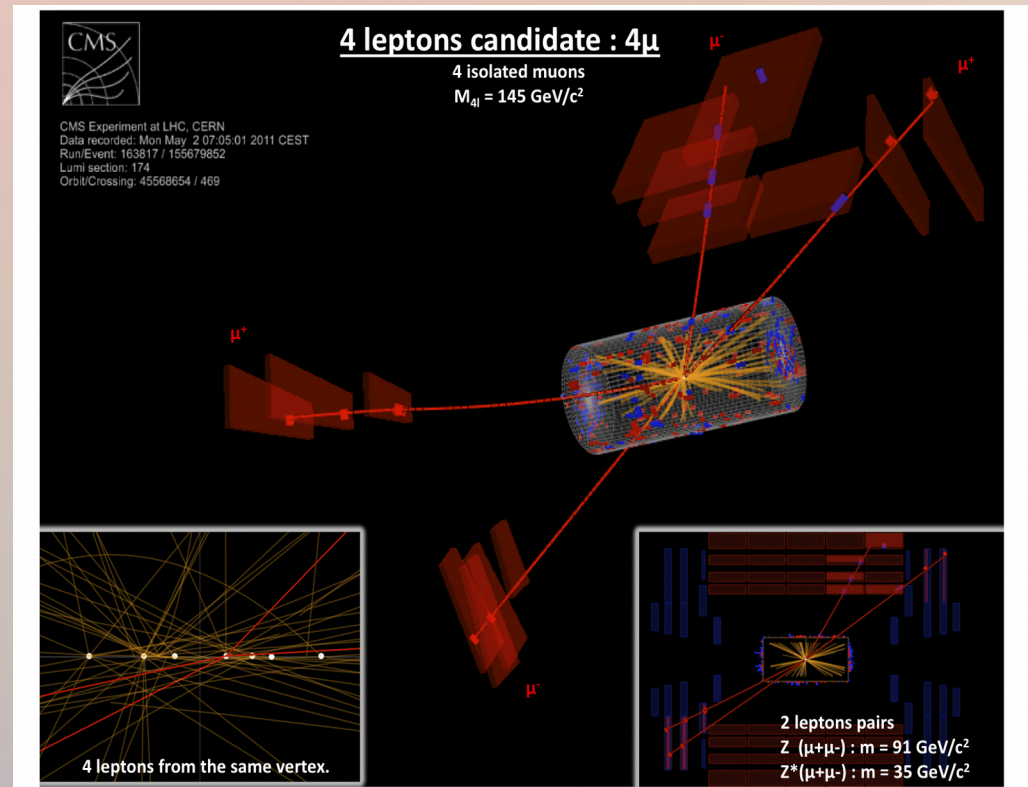 CMS
4 leptons candidate : 4μ
4 isolated muons
M4l = 145 GeV/c²
CMS Experiment at LHC, CERN
Data recorded: Mon May 2 07:05:01 2011 CEST
Run/Event: 163817 / 155679852
Lumi section: 174
Orbit/Crossing: 45568654 / 469
μ-
μ+
μ+
μ-
4 leptons from the same vertex.
2 leptons pairs
Z (μ+μ-) : m = 91 GeV/c²
Z*(μ+μ-) : m = 35 GeV/c²